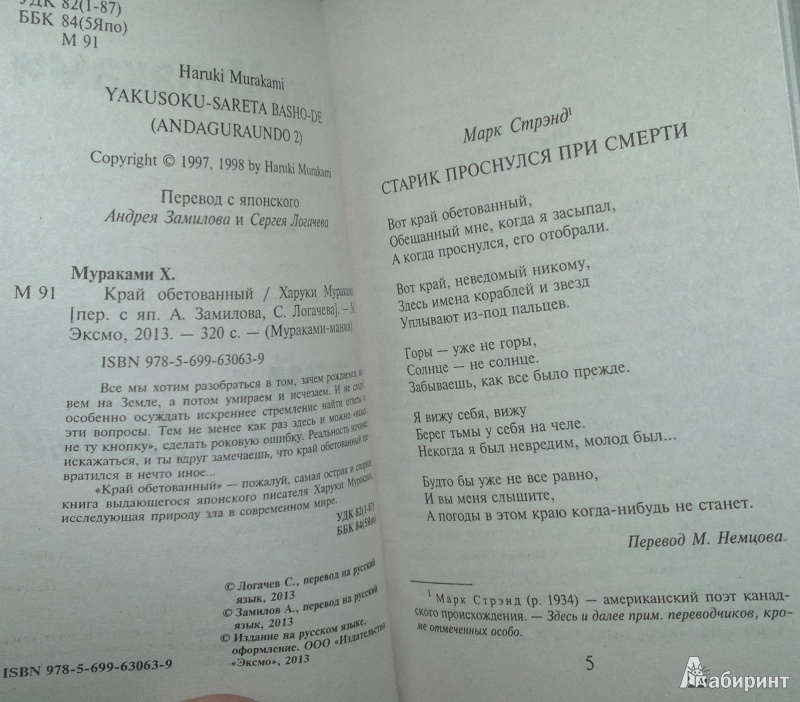 УДК 82(1-87)
ББК 84(5Япо)
М 91
Haruki Murakami
YAKUSOKU-SARETA BASHO-DE
(ANDAGURAUNDO 2)
Copyright © 1997, 1998 by Haruki Murakami
Перевод с японского
Андрея Замилова и Сергея Логачева
Мураками Х.
М 91 Край обетованный / Харуки Мураками
[пер. с яп. А. Замилова, С. Логачева]. — М.
Эксмо, 2013. — 320 с. — (Мураками-мания).
ISBN 978-5-699-63063-9
Все мы хотим разобраться в том, зачем рождаемся,
вем на Земле, а потом умираем и исчезаем. И не
особенно осуждать искреннее стремление найти ответы
эти вопросы. Тем не менее как раз здесь и можно
не ту кнопку», сделать роковую ошибку. Реальность
искажаться, и ты вдруг замечаешь, что край обетованный
вратился в нечто иное...
«Край обетованный» — пожалуй, самая острая и
книга выдающегося японского писателя Харуки Мураками,
исследующая природу зла в современном мире.
УДК 82(1-87)
ББК 84(5Япо)
© Логачев С., перевод на русский
язык, 2013
© Замилов А., перевод на русский
язык, 2013
© Издание на русском языке,
оформление. ООО «Издательство
«Эксмо», 2013
ISBN 978-5-699-63063-9
Марк Стрэнд¹
СТАРИК ПРОСНУЛСЯ ПРИ СМЕРТИ
Вот край обетованный,
Обещанный мне, когда я засыпал,
А когда проснулся, его отобрали.
Вот край, неведомый никому,
Здесь имена кораблей и звезд
Уплывают из-под пальцев.
Горы — уже не горы,
Солнце — не солнце.
Забываешь, как все было прежде.
Я вижу себя, вижу
Берег тьмы у себя на челе.
Некогда я был невредим, молод был...
Будто бы уже не все равно,
И вы меня слышите,
А погоды в этом краю когда-нибудь не станет.
Перевод М. Немцова.
¹ Марк Стрэнд (р. 1934) — американский поэт канад-
ского происхождения. — Здесь и далее прим. переводчиков, кро-
ме отмеченных особо.
5
Лабиринт